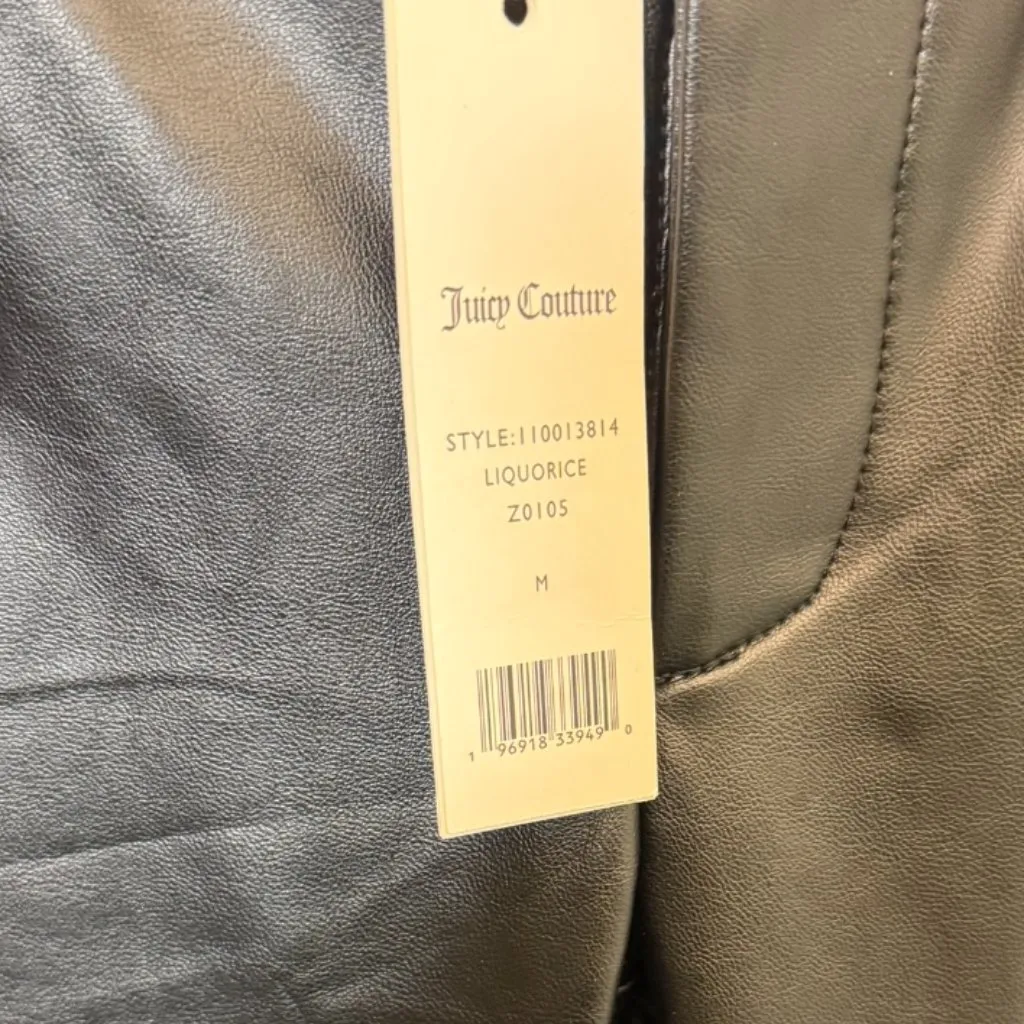 Juicy Couture
STYLE:110013814
LIQUORICE
Z0105
M
1 96918 33949 0